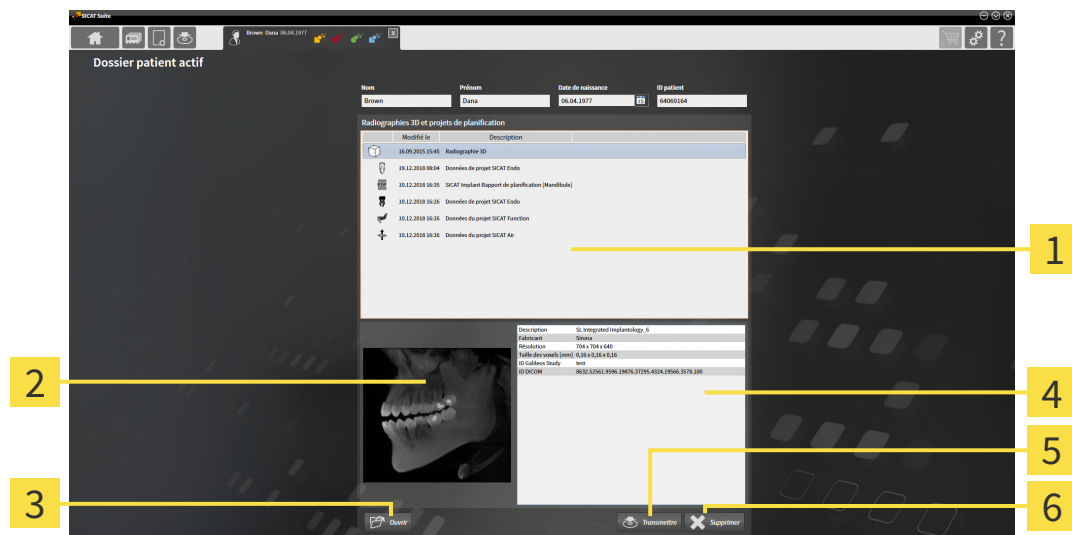 SICAT Suite
Brown Dana 06.04.1977 x
?
Dossier patient actif
Nom Prénom Date de naissance ID patient
Brown Dana 06.04.1977 15 64069164
Radiographies 3D et projets de planification
Modifié le Description
16.09.2015 15:45 Radiographie 3D
19.12.2018 08:04 Données de projet SICAT Endo
PDF 10.12.2018 16:35 SICAT Implant Rapport de planification [Mandibule]
10.12.2018 16:26 Données de projet SICAT Endo
10.12.2018 16:26 Données du projet SICAT Function
10.12.2018 16:26 Données du projet SICAT Air
1
Description SL Integrated Implantology_6
Fabricant Sirona
Résolution 704 x 704 x 640
Taille des voxels [mm] 0,16 x 0,16 x 0,16
ID Galileos Study test
ID DICOM 8632.52561.9596.19876.37295.4324.19566.3578.100
2
4
5
3
6
Ouvrir Transmettre Supprimer